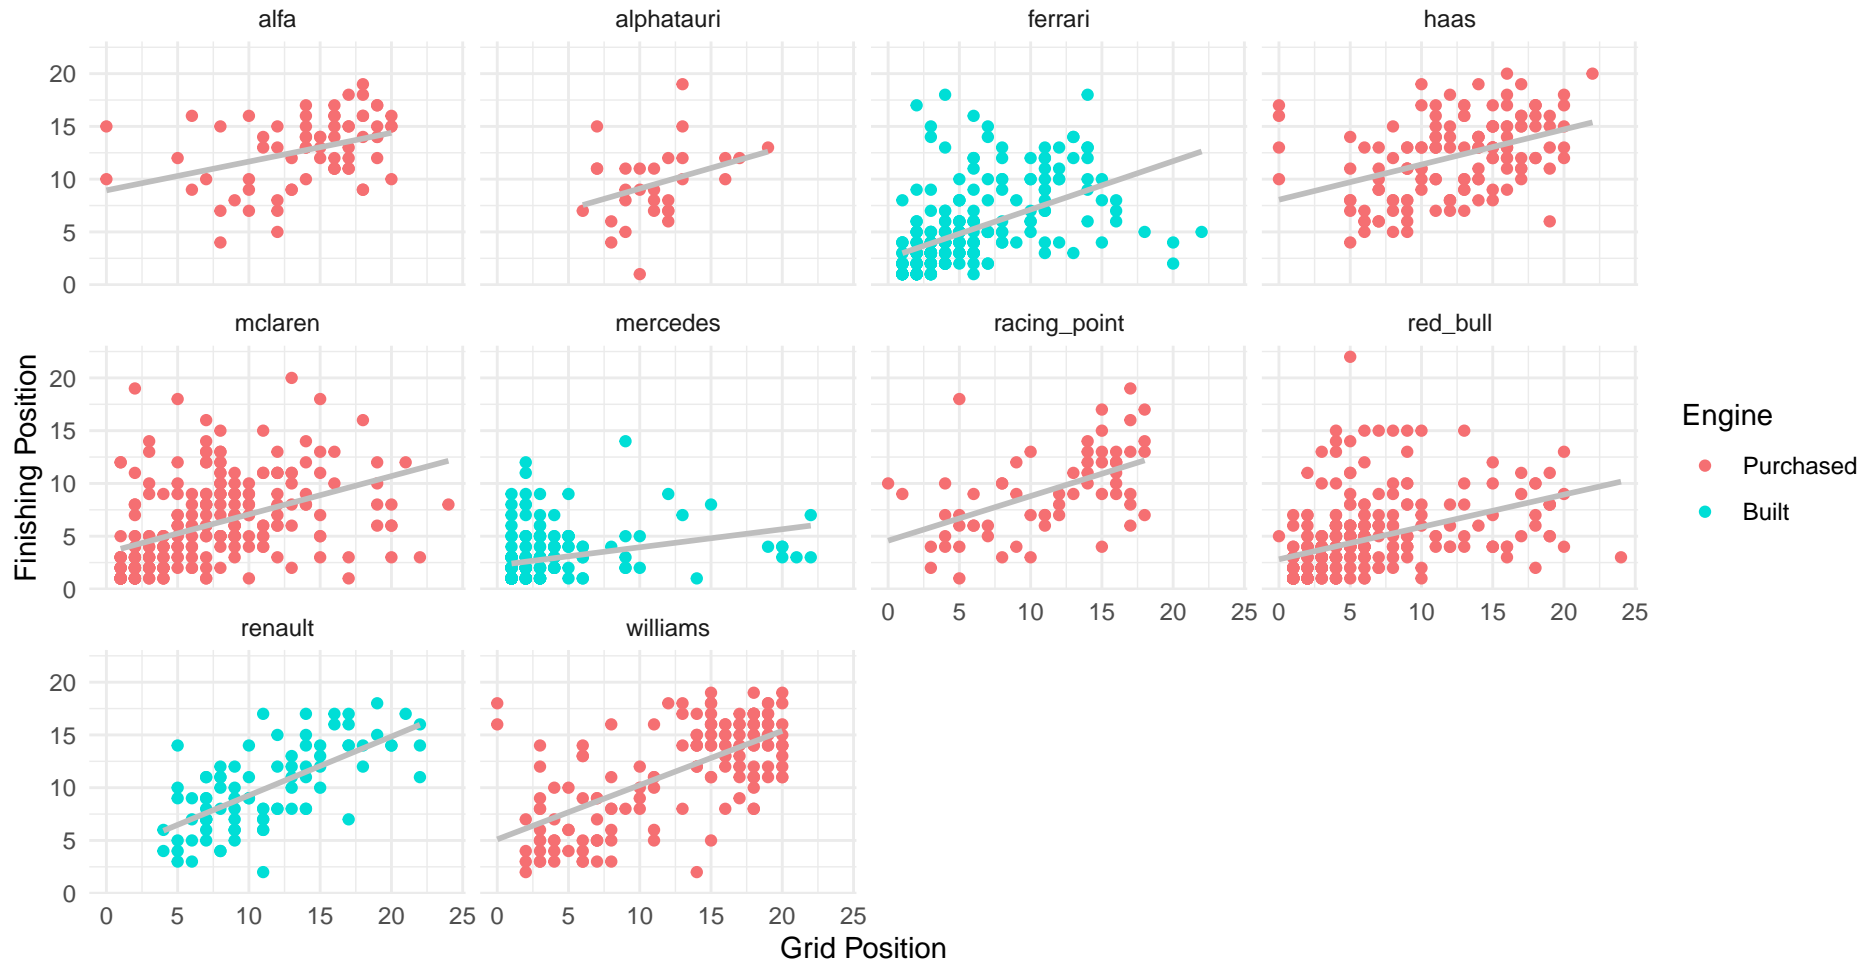 alfa alphatauri ferrari haas
20
15
10
5
0
mclaren mercedes racing_point red_bull
20
15
10
5
0
0 5 10 15 20 25 0 5 10 15 20 25
renault williams
20
15
10
5
0
0 5 10 15 20 25 0 5 10 15 20 25
Grid Position
Finishing Position
Engine
Purchased
Built